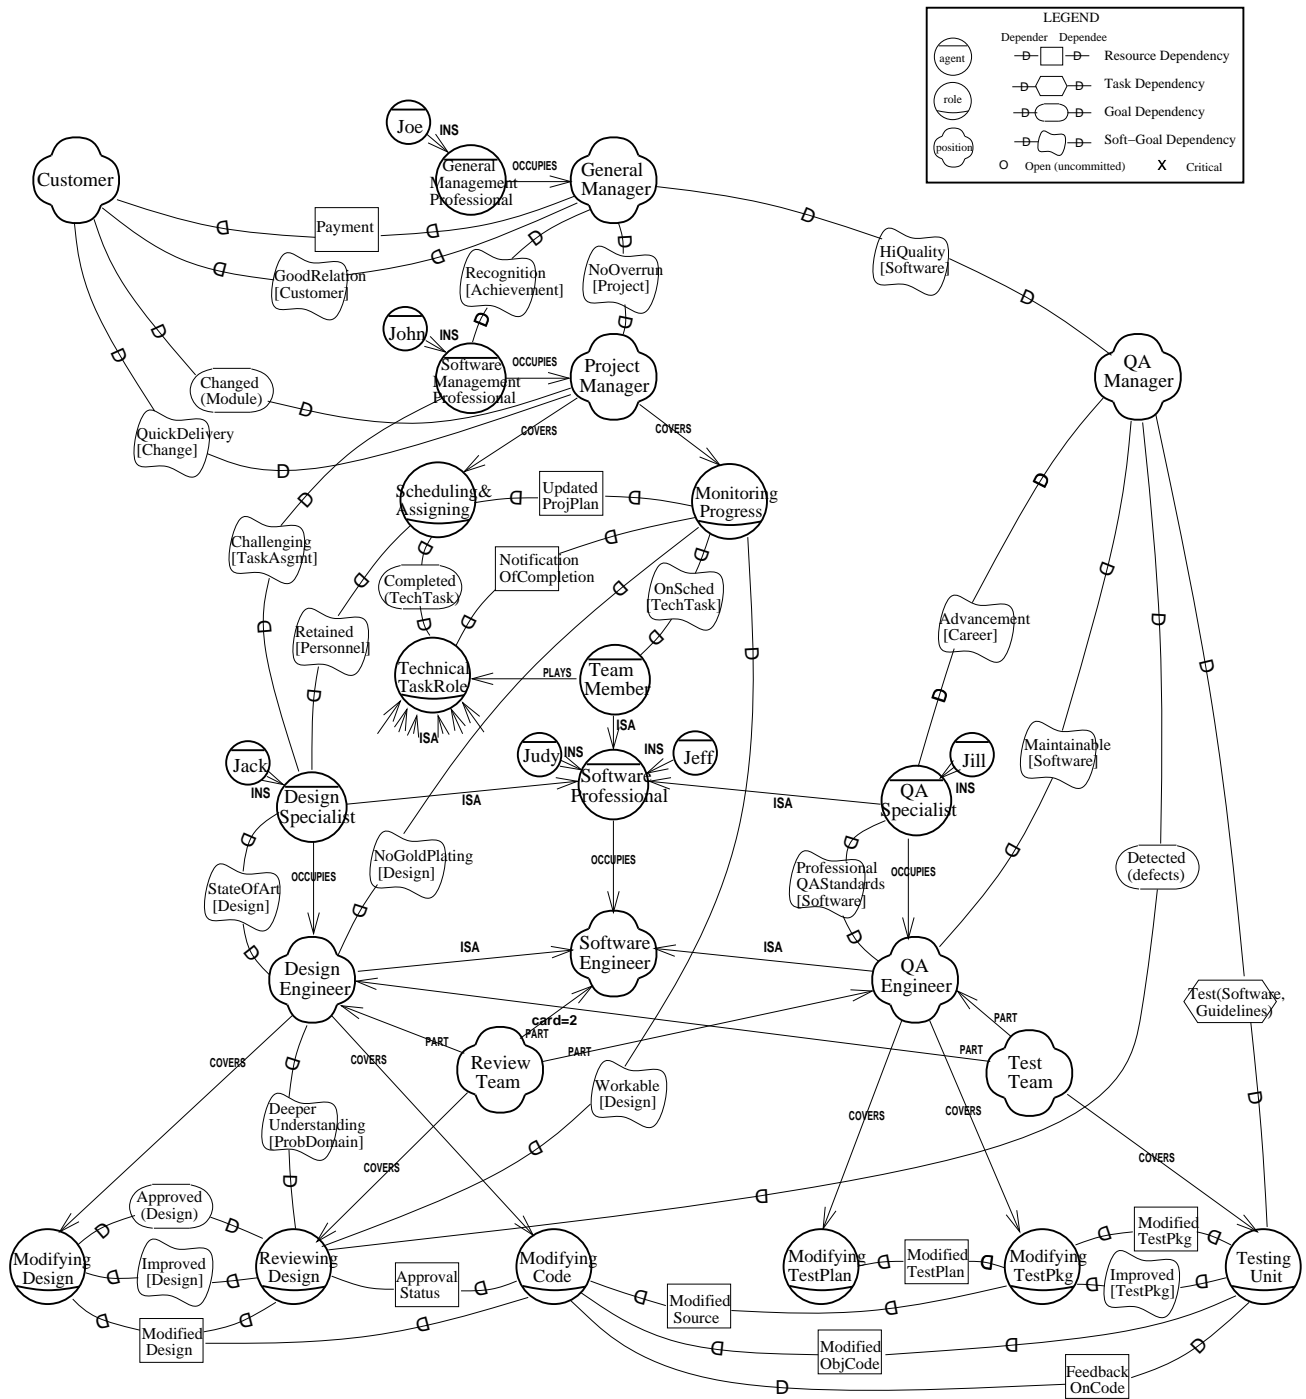 LEGEND
Depender Dependee
agent
D D Resource Dependency
D D Task Dependency
role
D D Goal Dependency
position
D D Soft−Goal Dependency
O Open (uncommitted) X Critical
Joe
INS
Customer
General
Management
Professional
OCCUPIES
General
Manager
D
Payment
D
D
HiQuality
[Software]
D
D
GoodRelation
[Customer]
D
D
Recognition
[Achievement]
D
D
NoOverrun
[Project]
D
John
INS
Software
Management
Professional
OCCUPIES
Project
Manager
QA
Manager
D
Changed
(Module)
D
D
QuickDelivery
[Change]
D
COVERS
COVERS
D
Scheduling&
Assigning
D
Updated
ProjPlan
D
Monitoring
Progress
D
Challenging
[TaskAsgmt]
D
D
D
Completed
(TechTask)
D
Notification
OfCompletion
D
D
D
D
OnSched
[TechTask]
D
D
D
D
D
Retained
[Personnel]
D
Advancement
[Career]
D
D
Technical
TaskRole
PLAYS
Team
Member
ISA
ISA
Maintainable
[Software]
Jack
INS
Design
Specialist
ISA
Judy
INS
INS
Jeff
Software
Professional
ISA
QA
Specialist
Jill
INS
D
StateOfArt
[Design]
D
OCCUPIES
NoGoldPlating
[Design]
D
OCCUPIES
D
Professional
QAStandards
[Software]
D
OCCUPIES
D
Detected
(defects)
Design
Engineer
ISA
Software
Engineer
ISA
QA
Engineer
Test(Software,
Guidelines)
card=2
PART
PART
PART
PART
PART
Review
Team
Test
Team
COVERS
D
COVERS
Deeper
Understanding
[ProbDomain]
D
Workable
[Design]
D
COVERS
COVERS
COVERS
D
COVERS
D
Approved
(Design)
D
D
Modifying
Design
D
Improved
[Design]
D
Reviewing
Design
D
Approval
Status
D
Modifying
Code
D
Modified
Design
D
D
D
Modified
Source
D
Modifying
TestPlan
D
Modified
TestPlan
D
Modifying
TestPkg
D
Modified
TestPkg
D
D
Improved
[TestPkg]
D
Testing
Unit
D
Modified
ObjCode
D
D
Feedback
OnCode
D